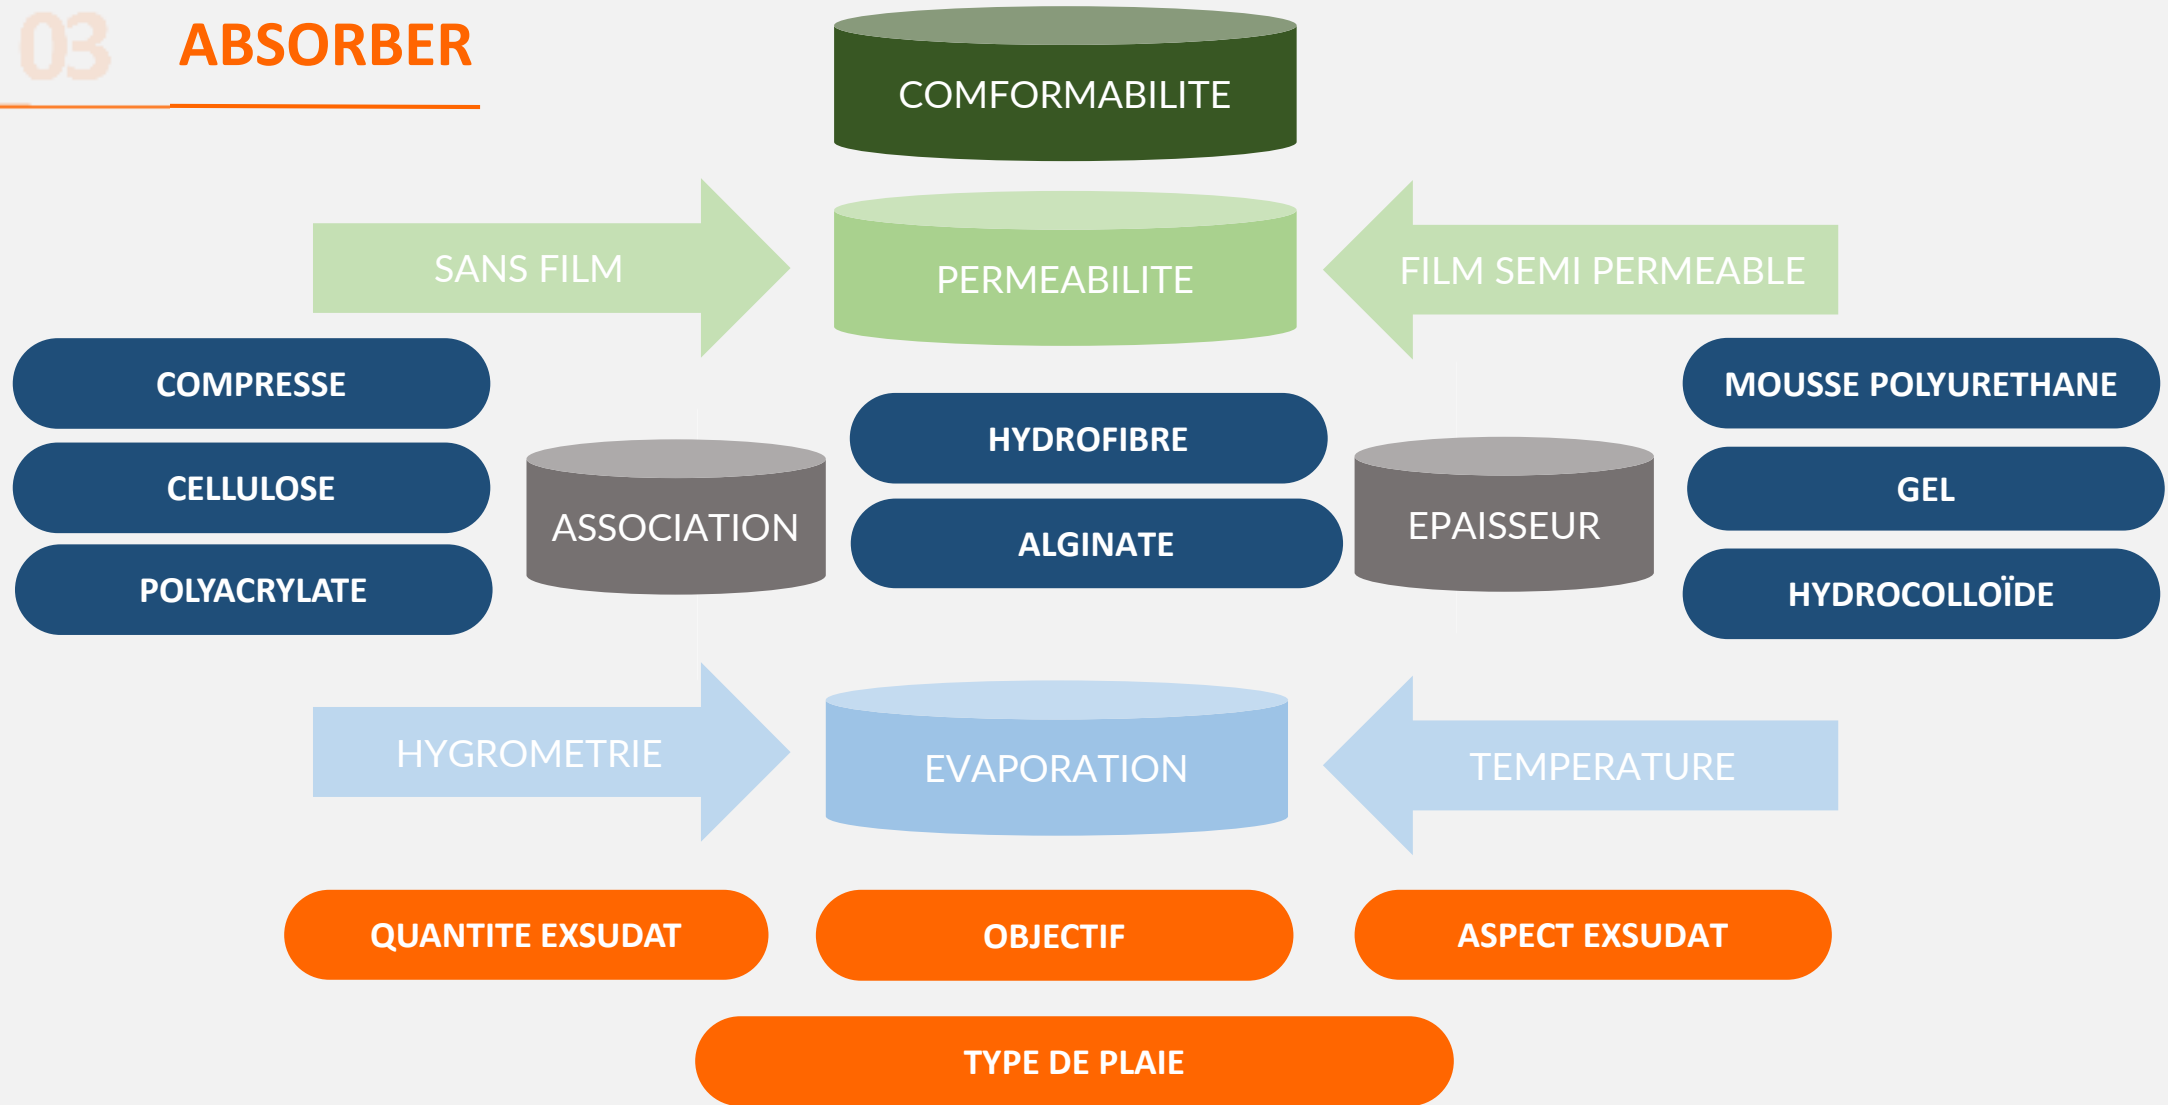 03
ABSORBER
COMFORMABILITE
SANS FILM
PERMEABILITE
FILM SEMI PERMEABLE
COMPRESSE
CELLULOSE
POLYACRYLATE
ASSOCIATION
HYDROFIBRE
ALGINATE
EPAISSEUR
MOUSSE POLYURETHANE
GEL
HYDROCOLLOÏDE
HYGROMETRIE
EVAPORATION
TEMPERATURE
QUANTITE EXSUDAT
OBJECTIF
ASPECT EXSUDAT
TYPE DE PLAIE